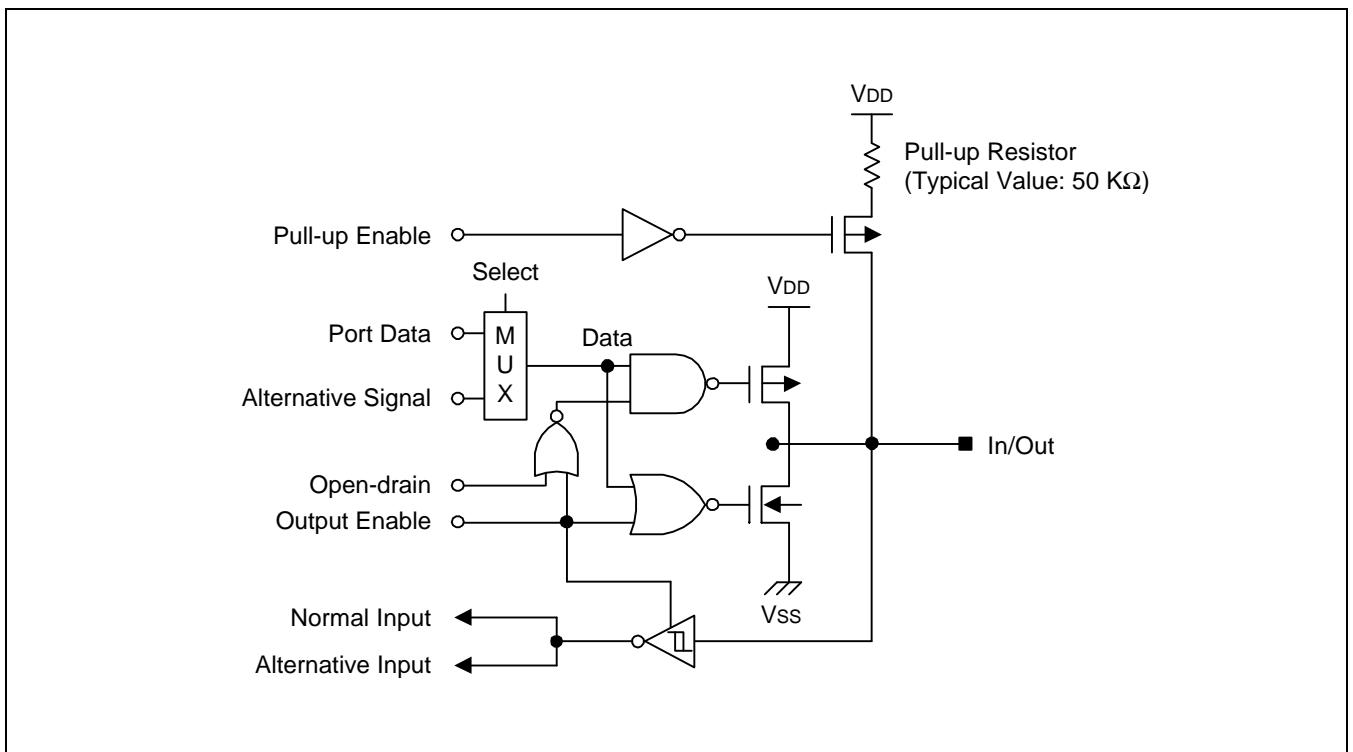 VDD
Pull-up Resistor
(Typical Value: 50 KΩ)
Pull-up Enable
Select
VDD
Port Data
M
U
X
Data
Alternative Signal
In/Out
Open-drain
Output Enable
Normal Input
VSS
Alternative Input